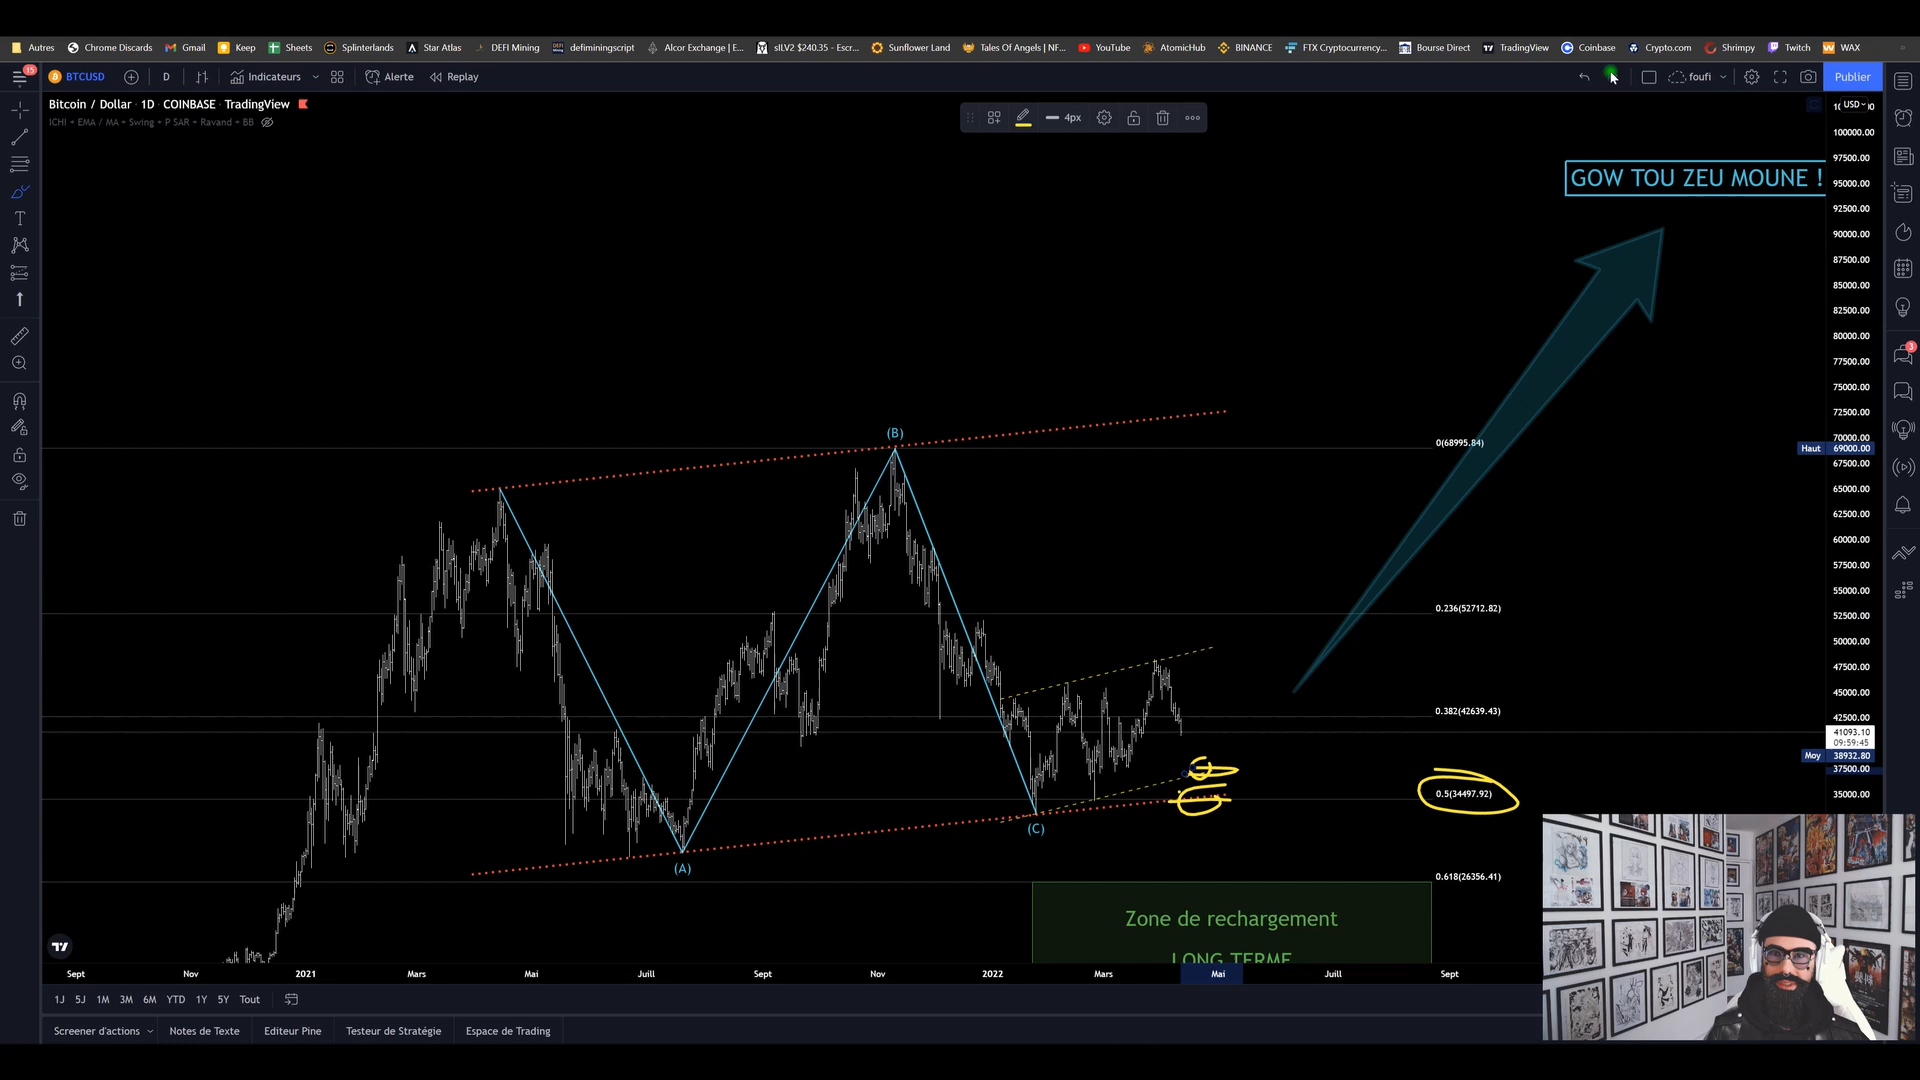 Autres Chrome Discards Gmail Keep Sheets Splinterlands Star Atlas DEFI Mining defiminingscript Alcor Exchange | E... sILV2 $240.35 - Escr... Sunflower Land Tales Of Angels | NF... YouTube AtomicHub BINANCE FTX Cryptocurrency... Bourse Direct TradingView Coinbase Crypto.com Shrimpy Twitch WAX »
15 BTCUSD D Indicateurs Alerte Replay foufi Publier
Bitcoin / Dollar · 1D · COINBASE · TradingView
ICHI + EMA / MA + Swing + P SAR + Ravand + BB
4px
USD
100000.00
97500.00
GOW TOU ZEU MOUNE !
95000.00
92500.00
90000.00
87500.00
85000.00
82500.00
80000.00
77500.00
75000.00
72500.00
3
(B)
70000.00
0(68995.84)
Haut 69000.00
67500.00
65000.00
62500.00
60000.00
57500.00
55000.00
0.236(52712.82)
52500.00
50000.00
47500.00
45000.00
0.382(42639.43)
42500.00
41093.10
09:59:45
Moy 38932.80
37500.00
0.5(34497.92)
35000.00
(C)
(A)
0.618(26356.41)
Zone de rechargement
LONG TERME
Sept Nov 2021 Mars Mai Juill Sept Nov 2022 Mars Mai Juill Sept
1J 5J 1M 3M 6M YTD 1Y 5Y Tout
Screener d'actions Notes de Texte Editeur Pine Testeur de Stratégie Espace de Trading